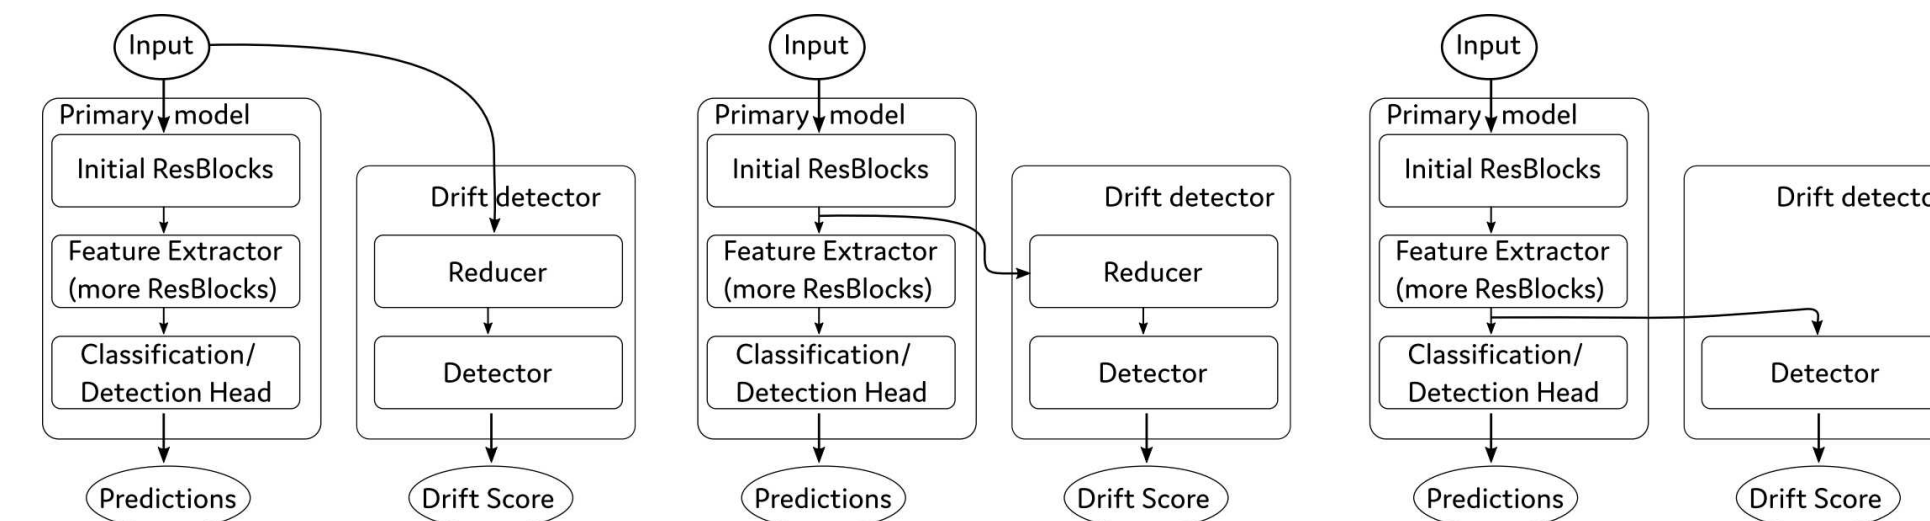 Input
Primary model
Initial ResBlocks
Feature Extractor
(more ResBlocks)
Classification/
Detection Head
Predictions
Drift detector
Reducer
Detector
Drift Score
Input
Primary model
Initial ResBlocks
Feature Extractor
(more ResBlocks)
Classification/
Detection Head
Predictions
Drift detector
Reducer
Detector
Drift Score
Input
Primary model
Initial ResBlocks
Feature Extractor
(more ResBlocks)
Classification/
Detection Head
Predictions
Drift
Detector
Drift Score